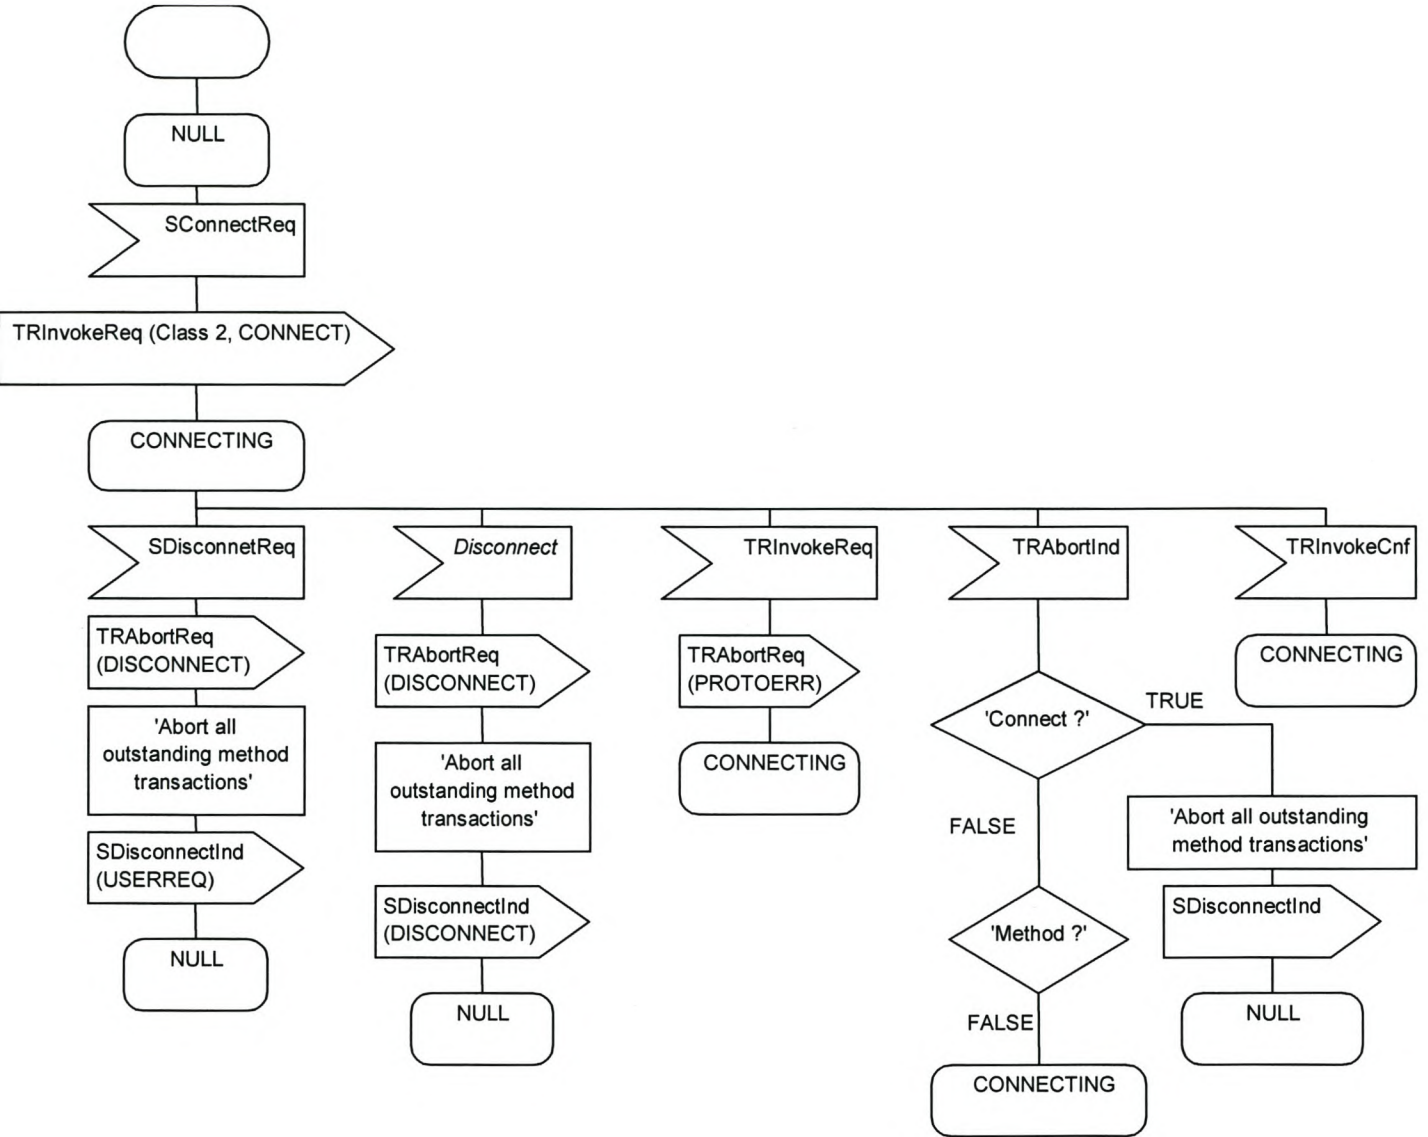 NULL
SConnectReq
TRInvokeReq (Class 2, CONNECT)
CONNECTING
SDisconnetReq
TRAbortReq
(DISCONNECT)
'Abort all
outstanding method
transactions'
SDisconnectInd
(USERREQ)
NULL
Disconnect
TRAbortReq
(DISCONNECT)
'Abort all
outstanding method
transactions'
SDisconnectInd
(DISCONNECT)
NULL
TRInvokeReq
TRAbortReq
(PROTOERR)
CONNECTING
TRAbortInd
'Connect ?'
TRUE
FALSE
'Method ?'
FALSE
CONNECTING
'Abort all outstanding
method transactions'
SDisconnectInd
NULL
TRInvokeCnf
CONNECTING